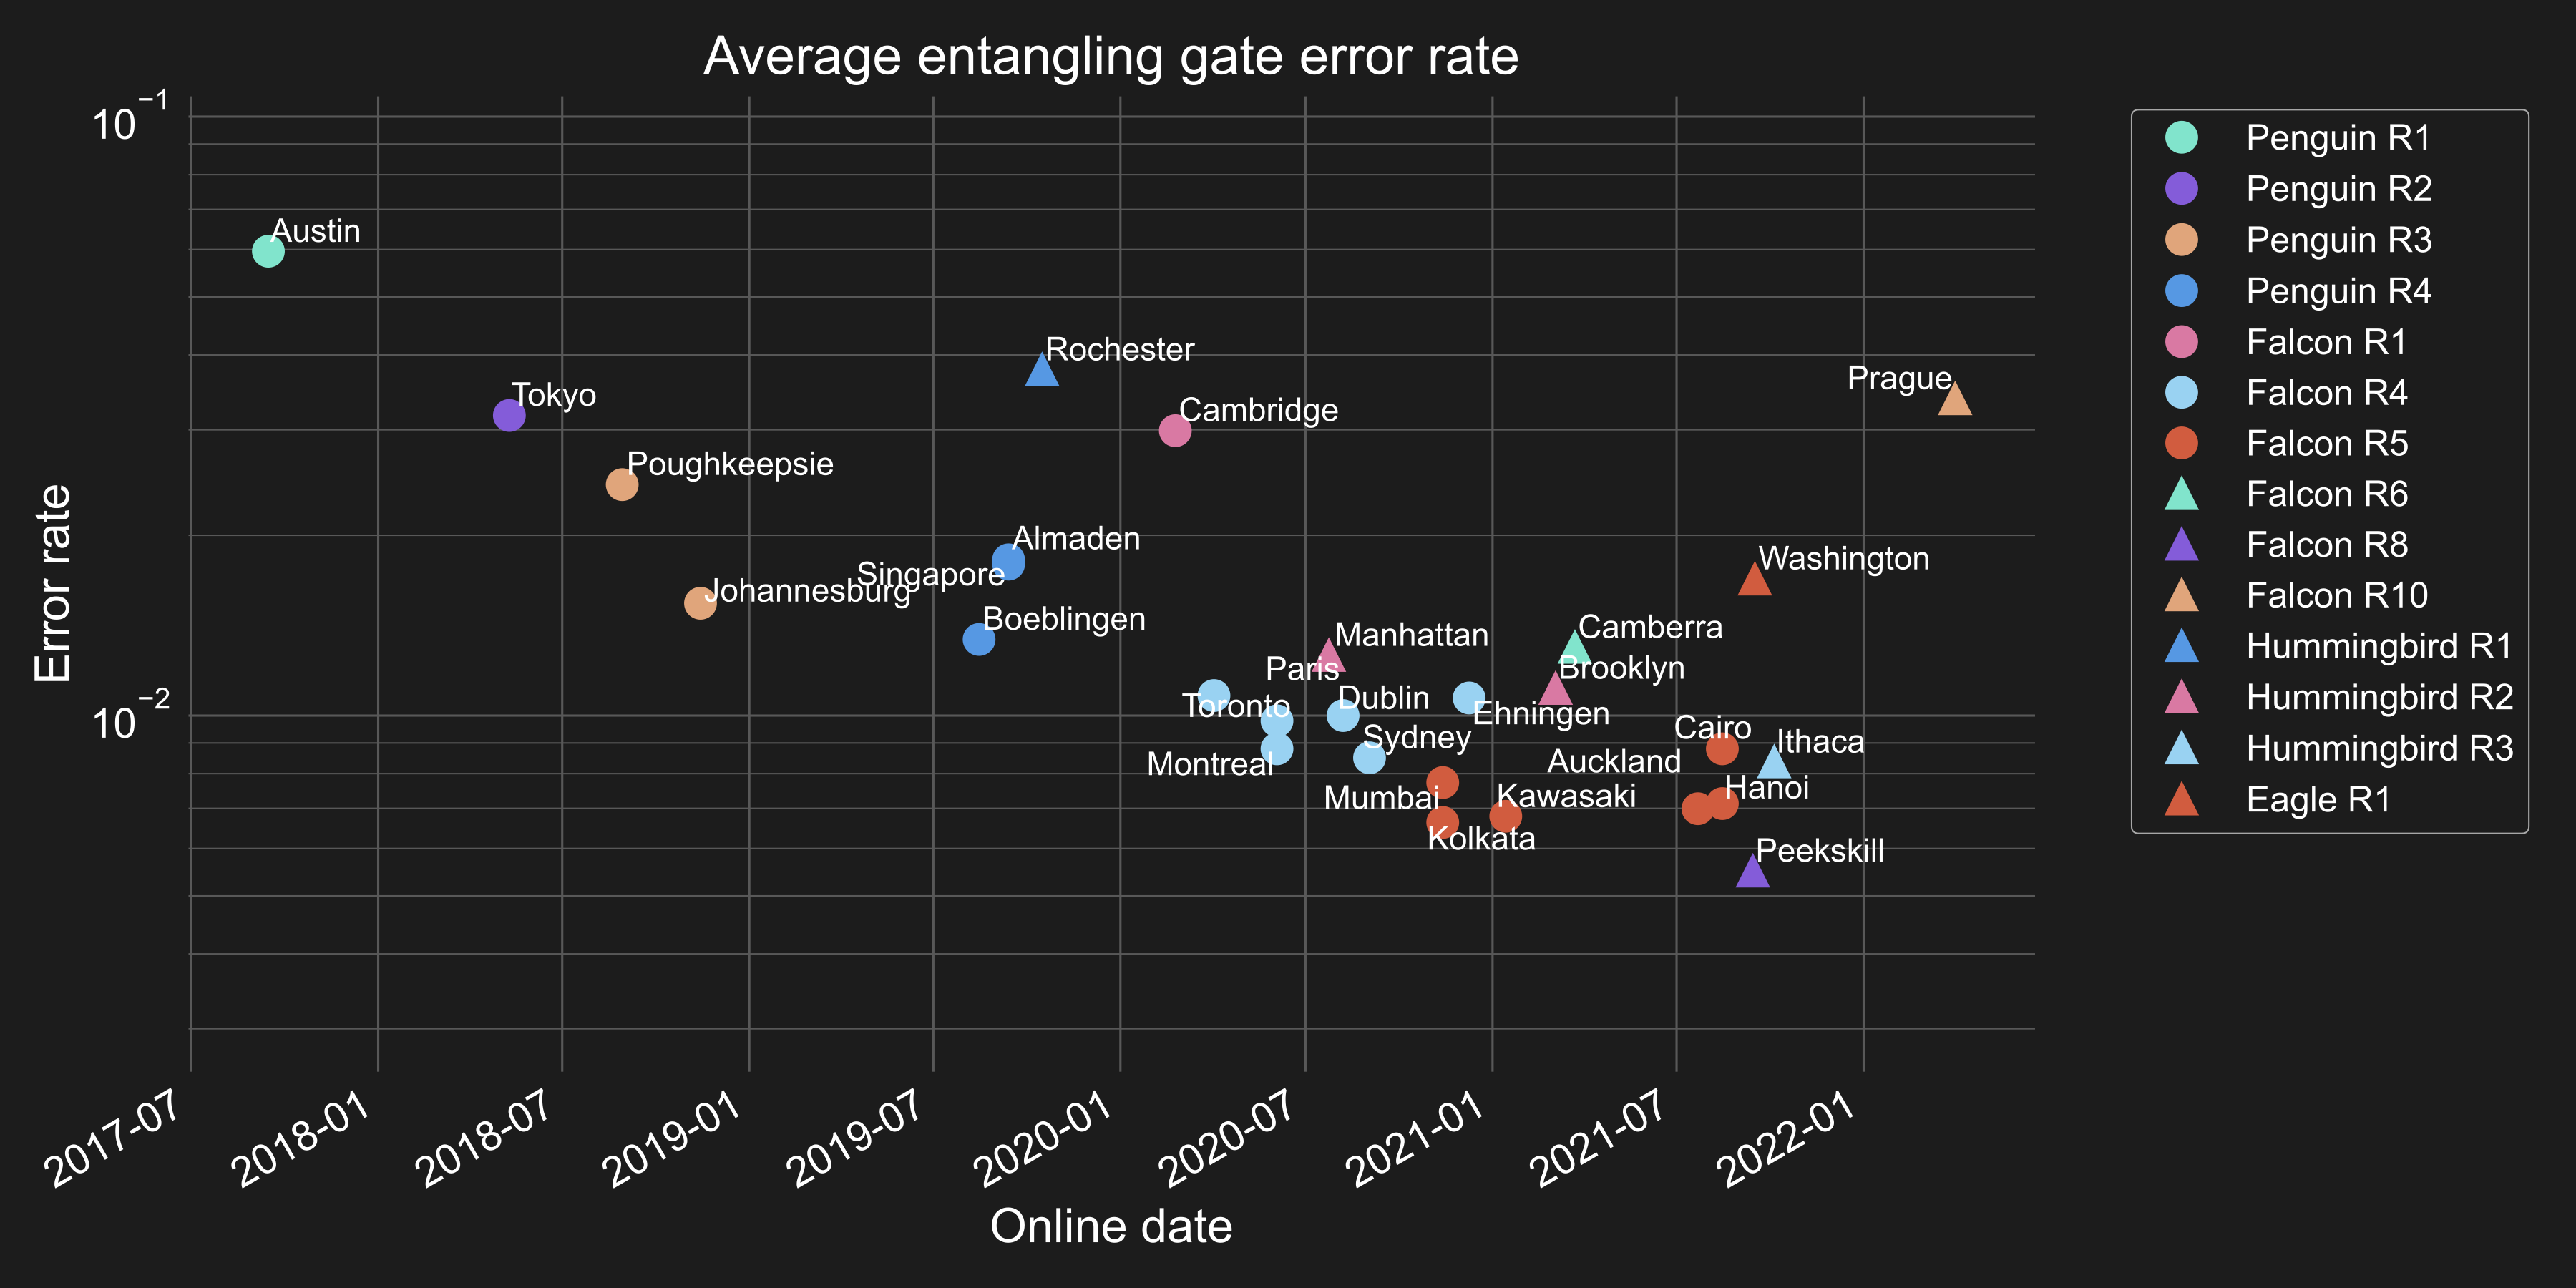 Average entangling gate error rate
10⁻¹
10⁻²
Error rate
Austin
Rochester
Prague
Tokyo
Cambridge
Poughkeepsie
Almaden
Washington
Singapore
Johannesburg
Boeblingen
Manhattan
Camberra
Paris
Brooklyn
Toronto
Dublin
Ehningen
Cairo
Sydney
Ithaca
Montreal
Auckland
Mumbai
Kawasaki
Hanoi
Kolkata
Peekskill
2017-07
2018-01
2018-07
2019-01
2019-07
2020-01
2020-07
2021-01
2021-07
2022-01
Online date
Penguin R1
Penguin R2
Penguin R3
Penguin R4
Falcon R1
Falcon R4
Falcon R5
Falcon R6
Falcon R8
Falcon R10
Hummingbird R1
Hummingbird R2
Hummingbird R3
Eagle R1